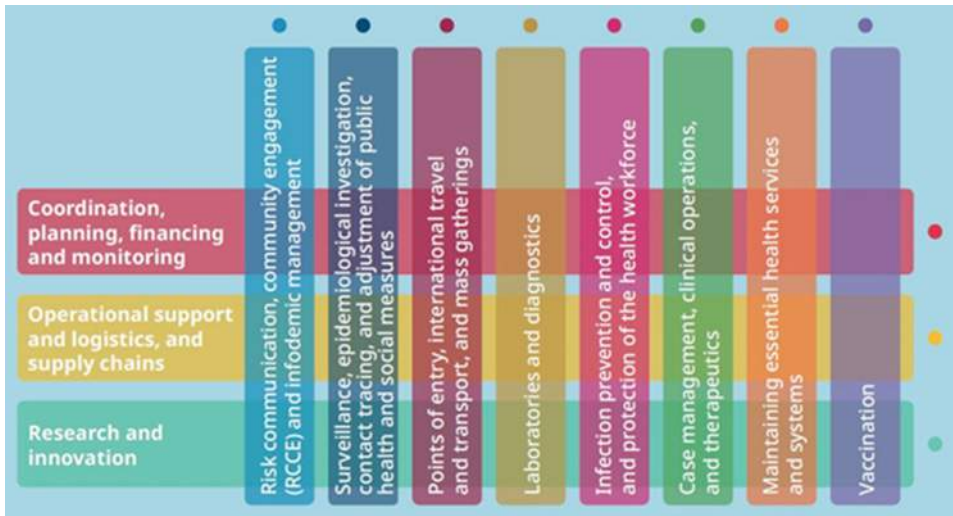 Coordination,
planning, financing
and monitoring
Operational support
and logistics, and
supply chains
Research and
innovation
Risk communication, community engagement
(RCCE) and infodemic management
Surveillance, epidemiological investigation,
contact tracing, and adjustment of public
health and social measures
Points of entry, international travel
and transport, and mass gatherings
Laboratories and diagnostics
Infection prevention and control,
and protection of the health workforce
Case management, clinical operations,
and therapeutics
Maintaining essential health services
and systems
Vaccination